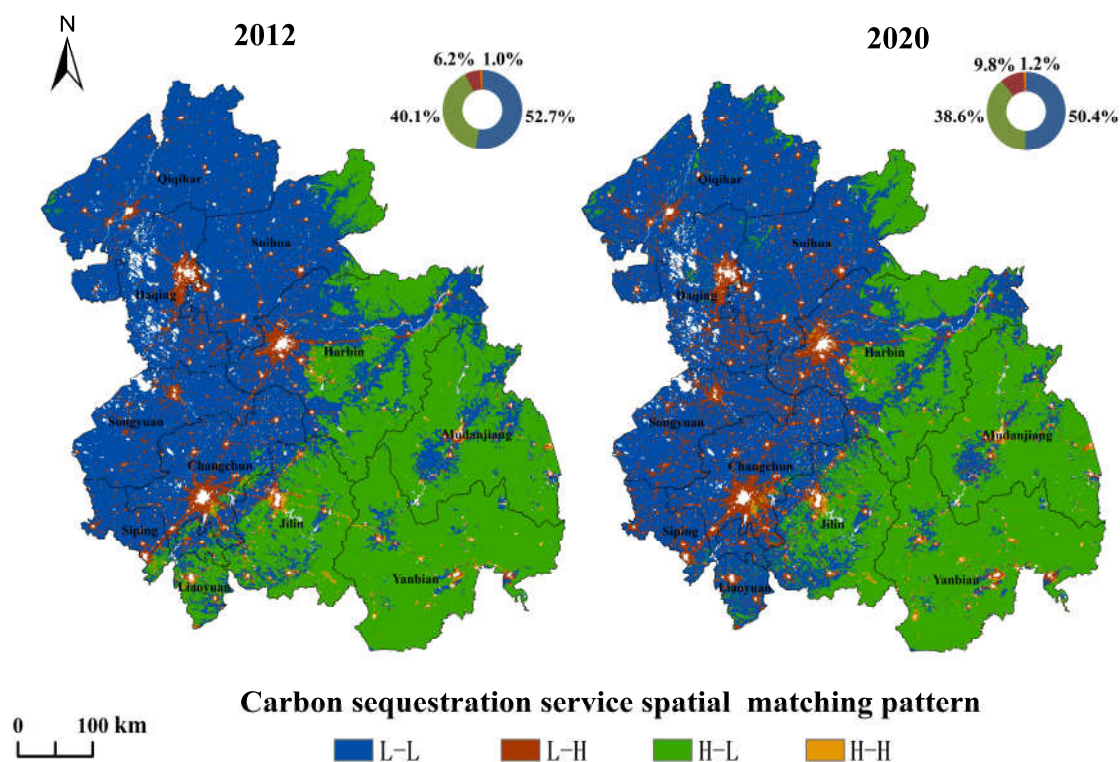 N
2012
2020
6.2%
1.0%
40.1%
52.7%
9.8%
1.2%
38.6%
50.4%
Qiqihar
Suihua
Daqing
Harbin
Songyuan
Mudanjiang
Changchun
Siping
Jilin
Liaoyuan
Yanbian
Qiqihar
Suihua
Daqing
Harbin
Songyuan
Mudanjiang
Changchun
Siping
Jilin
Liaoyuan
Yanbian
Carbon sequestration service spatial matching pattern
0 100 km
L-L
L-H
H-L
H-H